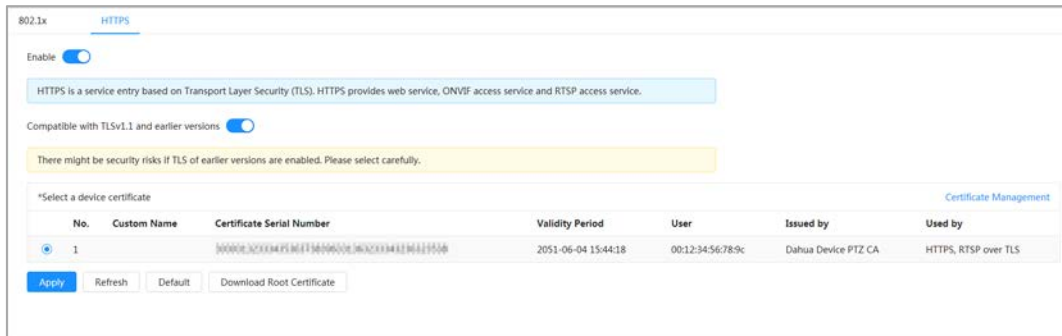 802.1x HTTPS
Enable
HTTPS is a service entry based on Transport Layer Security (TLS). HTTPS provides web service, ONVIF access service and RTSP access service.
Compatible with TLSv1.1 and earlier versions
There might be security risks if TLS of earlier versions are enabled. Please select carefully.
*Select a device certificate Certificate Management
No. Custom Name Certificate Serial Number Validity Period User Issued by Used by
1 2051-06-04 15:44:18 00:12:34:56:78:9c Dahua Device PTZ CA HTTPS, RTSP over TLS
Apply Refresh Default Download Root Certificate